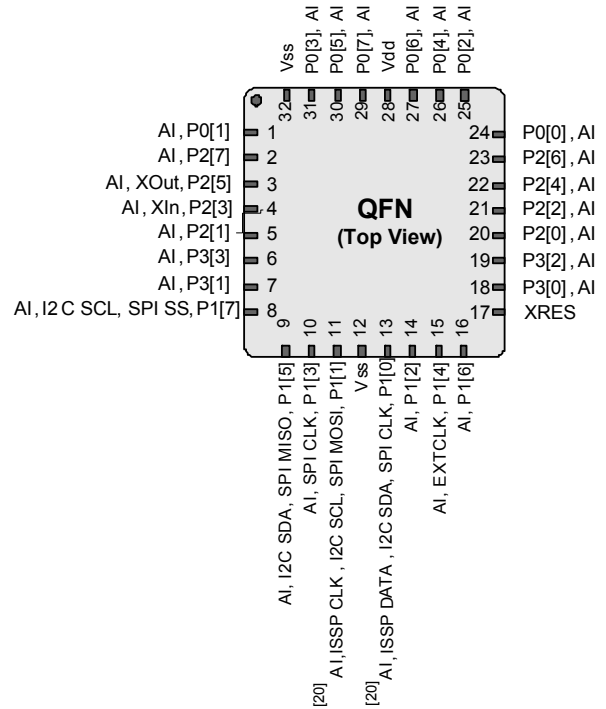 Vss
P0[3], AI
P0[5], AI
P0[7], AI
Vdd
P0[6], AI
P0[4], AI
P0[2], AI
32
31
30
29
28
27
26
25
AI, P0[1]
1
AI, P2[7]
2
AI, XOut, P2[5]
3
AI, XIn, P2[3]
4
AI, P2[1]
5
AI, P3[3]
6
AI, P3[1]
7
AI, I2C SCL, SPI SS, P1[7]
8
QFN
(Top View)
24
P0[0], AI
23
P2[6], AI
22
P2[4], AI
21
P2[2], AI
20
P2[0], AI
19
P3[2], AI
18
P3[0], AI
17
XRES
9
10
11
12
13
14
15
16
AI, I2C SDA, SPI MISO, P1[5]
AI, SPI CLK, P1[3]
[20] AI,ISSP CLK , I2C SCL, SPI MOSI, P1[1]
Vss
[20] AI,ISSP DATA , I2C SDA, SPI CLK, P1[0]
AI, P1[2]
AI, EXTCLK, P1[4]
AI, P1[6]